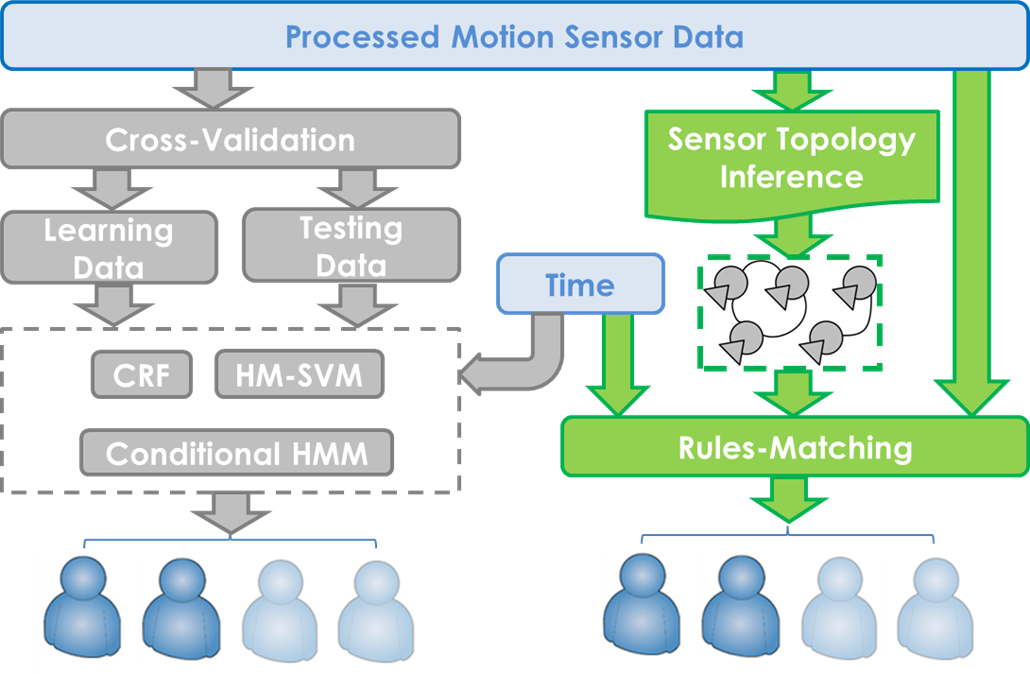 Processed Motion Sensor Data
Cross-Validation
Sensor Topology
Inference
Learning
Data
Testing
Data
Time
CRF
HM-SVM
Conditional HMM
Rules-Matching